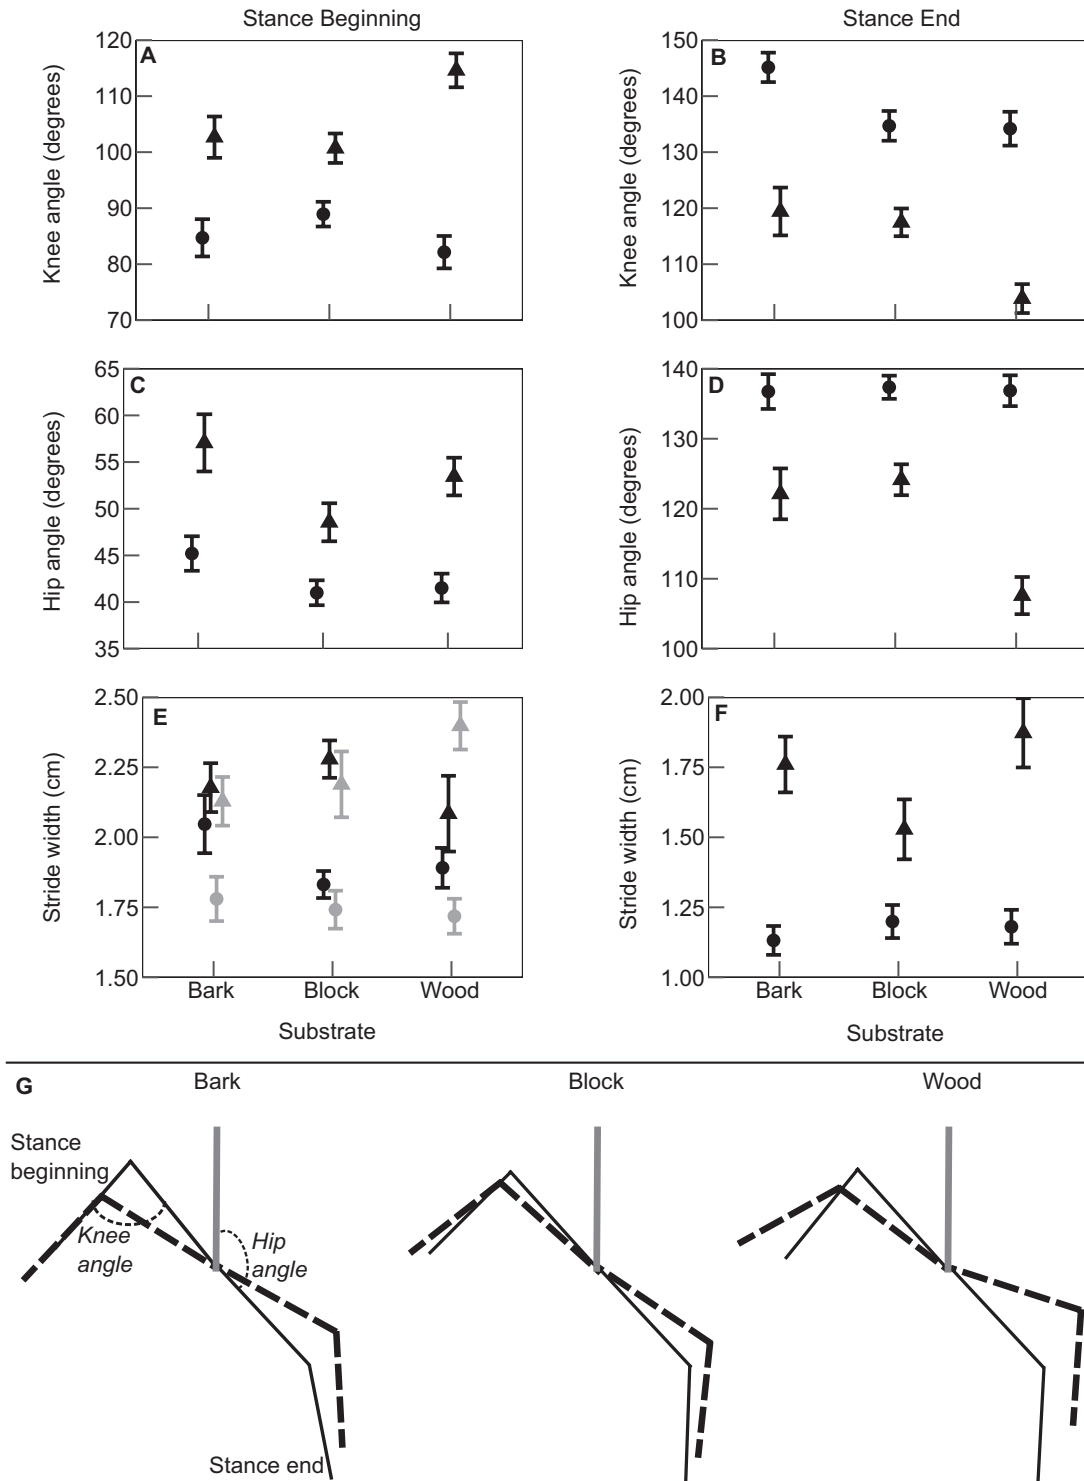 Stance Beginning
Stance End
A
Knee angle (degrees)
120
110
100
90
80
70
B
Knee angle (degrees)
150
140
130
120
110
100
C
Hip angle (degrees)
65
60
55
50
45
40
35
D
Hip angle (degrees)
140
130
120
110
100
E
Stride width (cm)
2.50
2.25
2.00
1.75
1.50
Bark Block Wood
Substrate
F
Stride width (cm)
2.00
1.75
1.50
1.25
1.00
Bark Block Wood
Substrate
G
Bark
Block
Wood
Stance
beginning
Knee
angle
Hip
angle
Stance end